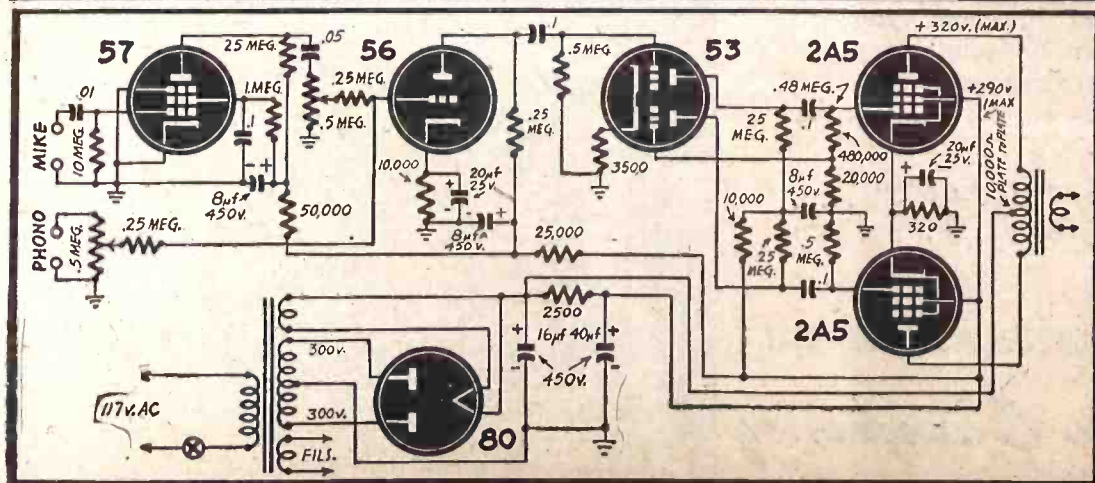 57
56
53
2A5
+320v. (MAX.)
.05
.1
25 MEG.
.25 MEG.
.5 MEG.
.5 MEG.
.1 MEG.
.1
.01
MIKE
10 MEG.
8µf
450v.
PHONO
.5 MEG.
.25 MEG.
50,000
10,000
20µf
25v.
8µf
450v.
.25
MEG.
25,000
3500
.48 MEG.
.1
25
MEG.
480,000
20,000
8µf
450v.
10,000
.25
MEG.
.5
MEG.
.1
+290v
(MAX
10,000Ω
PLATE TO PLATE
20µf
25v.
320
2A5
2500
16µf 40µf
450v.
300v.
300v.
80
FILS.
117v. AC